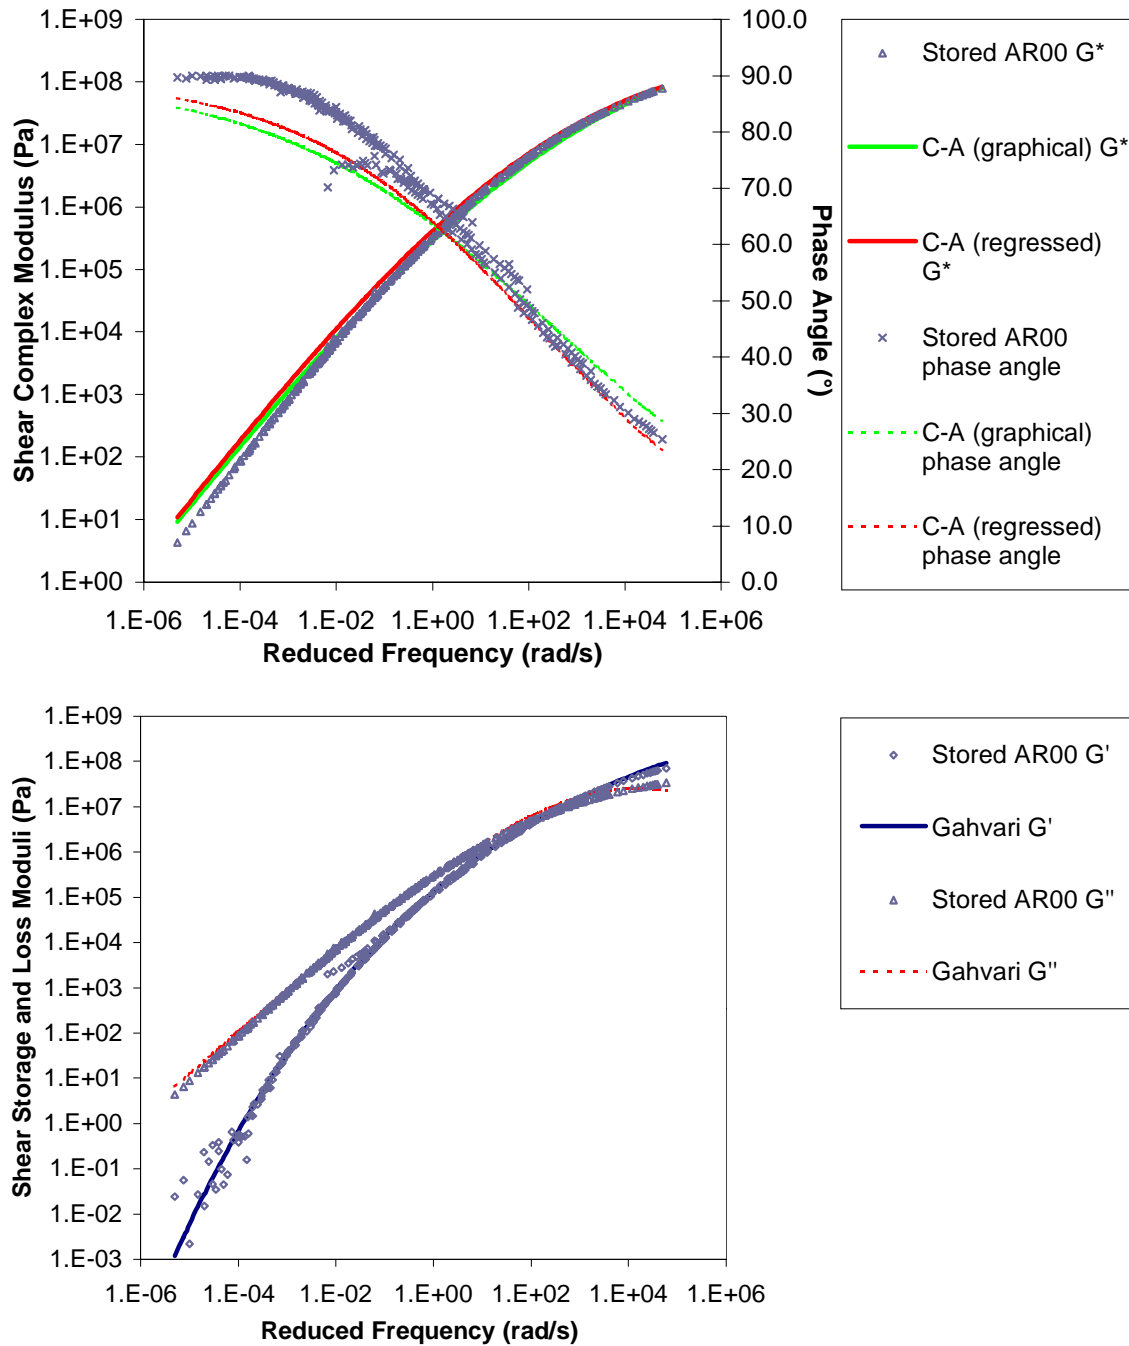 1.E+09
1.E+08
1.E+07
1.E+06
1.E+05
1.E+04
1.E+03
1.E+02
1.E+01
1.E+00
Shear Complex Modulus (Pa)
100.0
90.0
80.0
70.0
60.0
50.0
40.0
30.0
20.0
10.0
0.0
Phase Angle (°)
1.E-06 1.E-04 1.E-02 1.E+00 1.E+02 1.E+04 1.E+06
Reduced Frequency (rad/s)
Stored AR00 G*
C-A (graphical) G*
C-A (regressed)
G*
Stored AR00
phase angle
C-A (graphical)
phase angle
C-A (regressed)
phase angle
1.E+09
1.E+08
1.E+07
1.E+06
1.E+05
1.E+04
1.E+03
1.E+02
1.E+01
1.E+00
1.E-01
1.E-02
1.E-03
Shear Storage and Loss Moduli (Pa)
1.E-06 1.E-04 1.E-02 1.E+00 1.E+02 1.E+04 1.E+06
Reduced Frequency (rad/s)
Stored AR00 G'
Gahvari G'
Stored AR00 G"
Gahvari G"